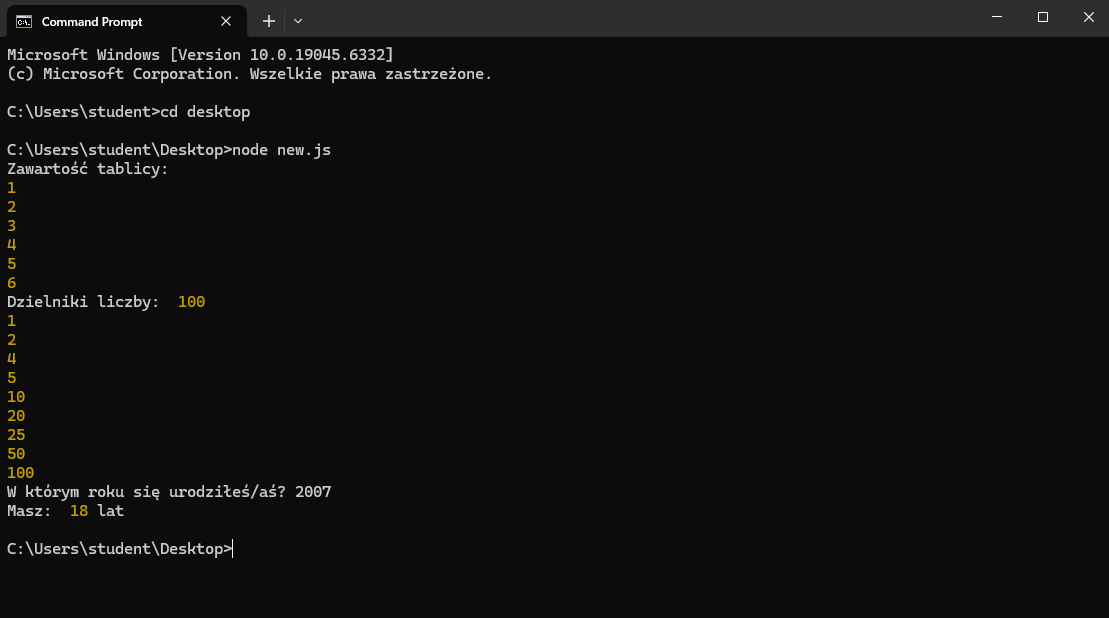 Command Prompt
Microsoft Windows [Version 10.0.19045.6332]
(c) Microsoft Corporation. Wszelkie prawa zastrzeżone.
C:\Users\student>cd desktop
C:\Users\student\Desktop>node new.js
Zawartość tablicy:
1
2
3
4
5
6
Dzielniki liczby:  100
1
2
4
5
10
20
25
50
100
W którym roku się urodziłeś/aś? 2007
Masz:  18 lat
C:\Users\student\Desktop>